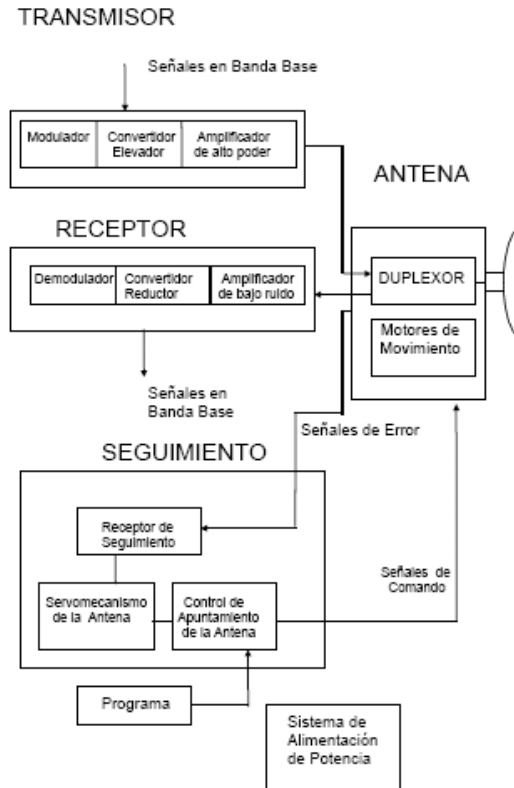 TRANSMISOR
Señales en Banda Base
Modulador
Convertidor
Elevador
Amplificador
de alto poder
ANTENA
RECEPTOR
Demodulador
Convertidor
Reductor
Amplificador
de bajo ruido
DUPLEXOR
Motores de
Movimiento
Señales en
Banda Base
Señales de Error
SEGUIMIENTO
Receptor de
Seguimiento
Servomecanismo
de la Antena
Control de
Apuntamiento
de la Antena
Señales de
Comando
Programa
Sistema de
Alimentación
de Potencia